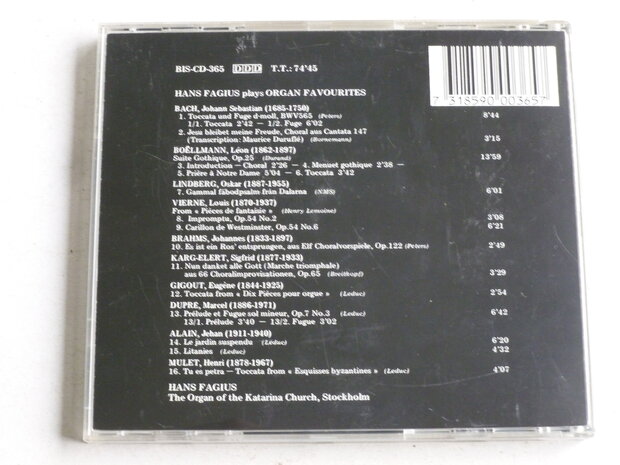 BIS-CD-365 DDD T.T.: 74'45
HANS FAGIUS plays ORGAN FAVOURITES
BACH, Johann Sebastian (1685-1750)
1. Toccata und Fuge d-moll, BWV565 (Peters) 8'44
1/1. Toccata 2'42 — 1/2. Fuge 6'02
2. Jesu bleibet meine Freude, Choral aus Cantata 147
(Transcription: Maurice Duruflé) (Bornemann) 3'15
BOËLLMANN, Léon (1862-1897)
Suite Gothique, Op.25 (Durand) 13'59
3. Introduction — Choral 2'26 — 4. Menuet gothique 2'38 —
5. Prière à Notre Dame 5'04 — 6. Toccata 3'42
LINDBERG, Oskar (1887-1955)
7. Gammal fäbodpsalm från Dalarna (NMS) 6'01
VIERNE, Louis (1870-1937)
From « Pièces de fantaisie » (Henry Lemoine)
8. Impromptu, Op.54 No.2 3'08
9. Carillon de Westminster, Op.54 No.6 6'21
BRAHMS, Johannes (1833-1897)
10. Es ist ein Ros' entsprungen, aus Elf Choralvorspiele, Op.122 (Peters) 2'49
KARG-ELERT, Sigfrid (1877-1933)
11. Nun danket alle Gott (Marche triomphale)
aus 66 Choralimprovisationen, Op.65 (Breitkopf) 3'29
GIGOUT, Eugène (1844-1925)
12. Toccata from « Dix Pièces pour orgue » (Leduc) 2'54
DUPRE, Marcel (1886-1971)
13. Prélude et Fugue sol mineur, Op.7 No.3 (Leduc) 6'42
13/1. Prélude 3'40 — 13/2. Fugue 3'02
ALAIN, Jehan (1911-1940)
14. Le jardin suspendu (Léduc) 6'20
15. Litanies (Leduc) 4'32
MULET, Henri (1878-1967)
16. Tu es petra — Toccata from « Esquisses byzantines » (Leduc) 4'07
HANS FAGIUS
The Organ of the Katarina Church, Stockholm
7 318590 003657